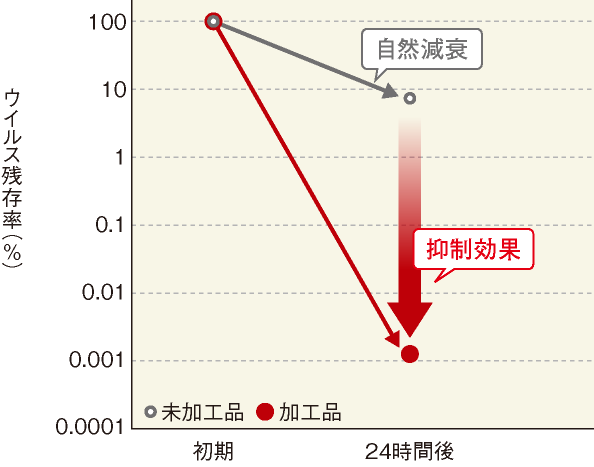 100
10
1
0.1
0.01
0.001
0.0001
ウイルス残存率(%)
自然減衰
抑制効果
未加工品
加工品
初期
24時間後